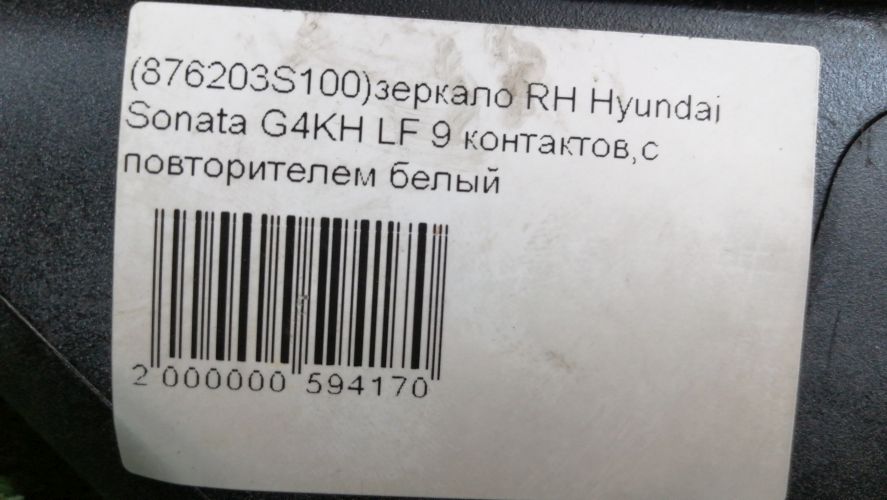 (876203S100)зеркало RH Hyundai
Sonata G4KH LF 9 контактов,с
повторителем белый
2 000000 594170